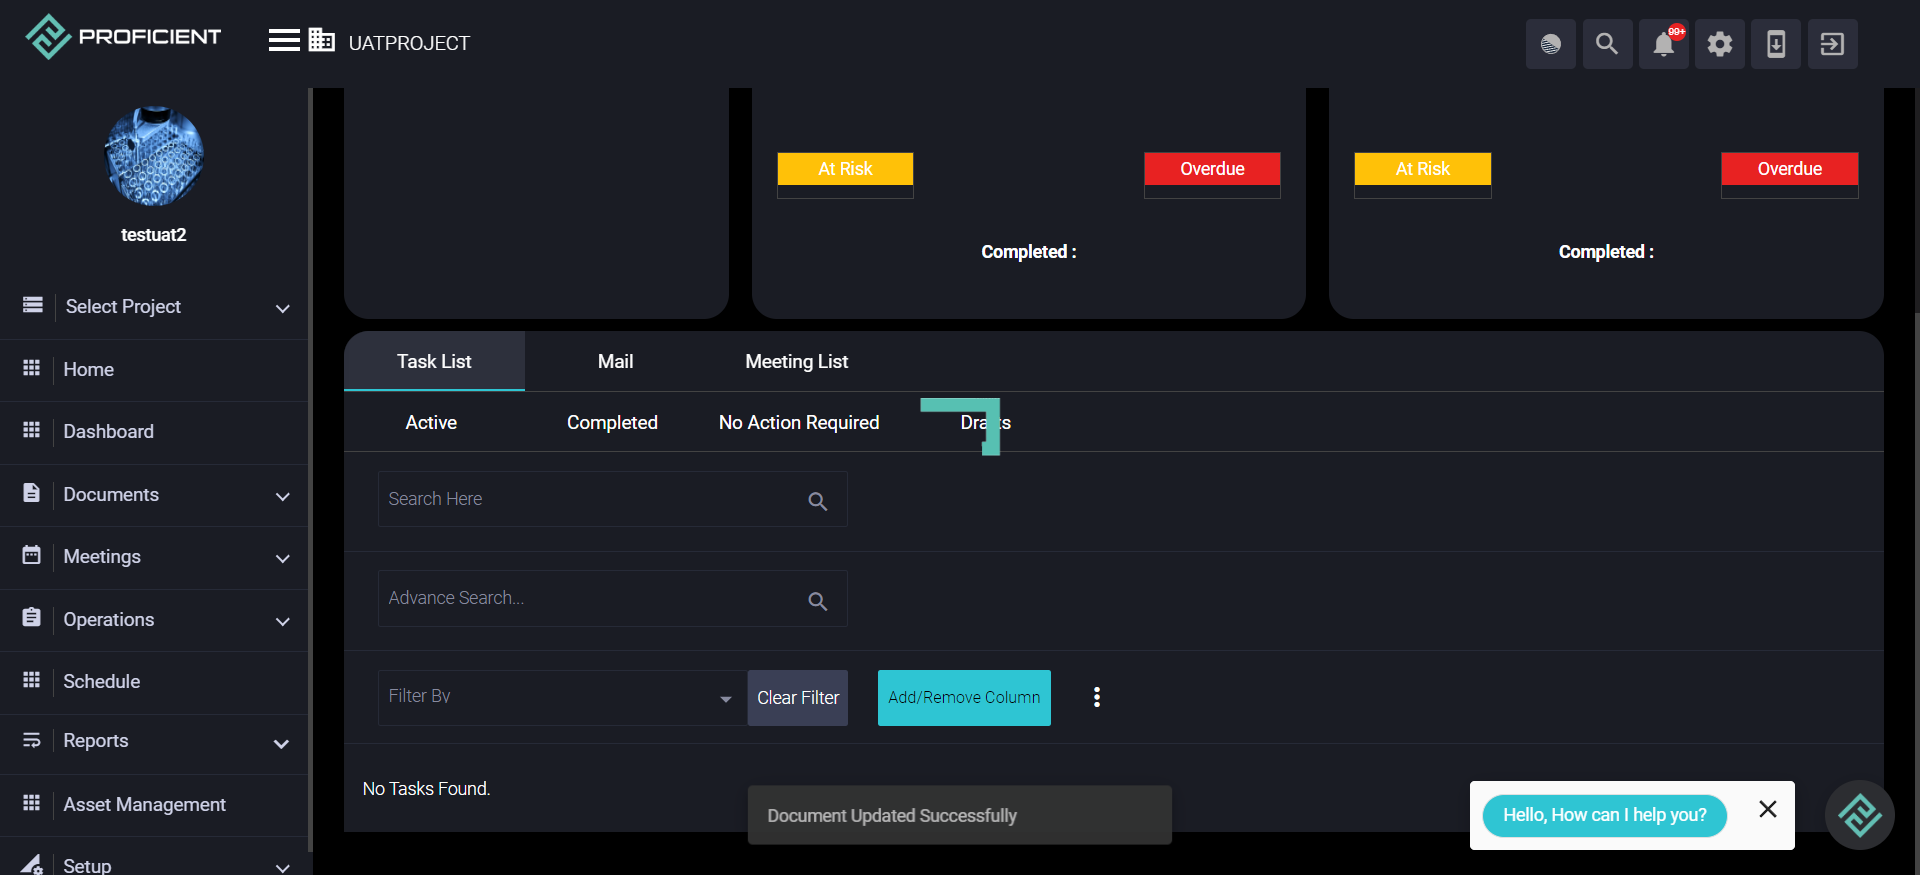 PROFICIENT
UATPROJECT
99+
testuat2
Select Project
Home
Dashboard
Documents
Meetings
Operations
Schedule
Reports
Asset Management
Setup
At Risk
Overdue
Completed :
At Risk
Overdue
Completed :
Task List
Mail
Meeting List
Active
Completed
No Action Required
Search Here
Advance Search...
Filter By
Clear Filter
Add/Remove Column
No Tasks Found.
Document Updated Successfully
Hello, How can I help you?